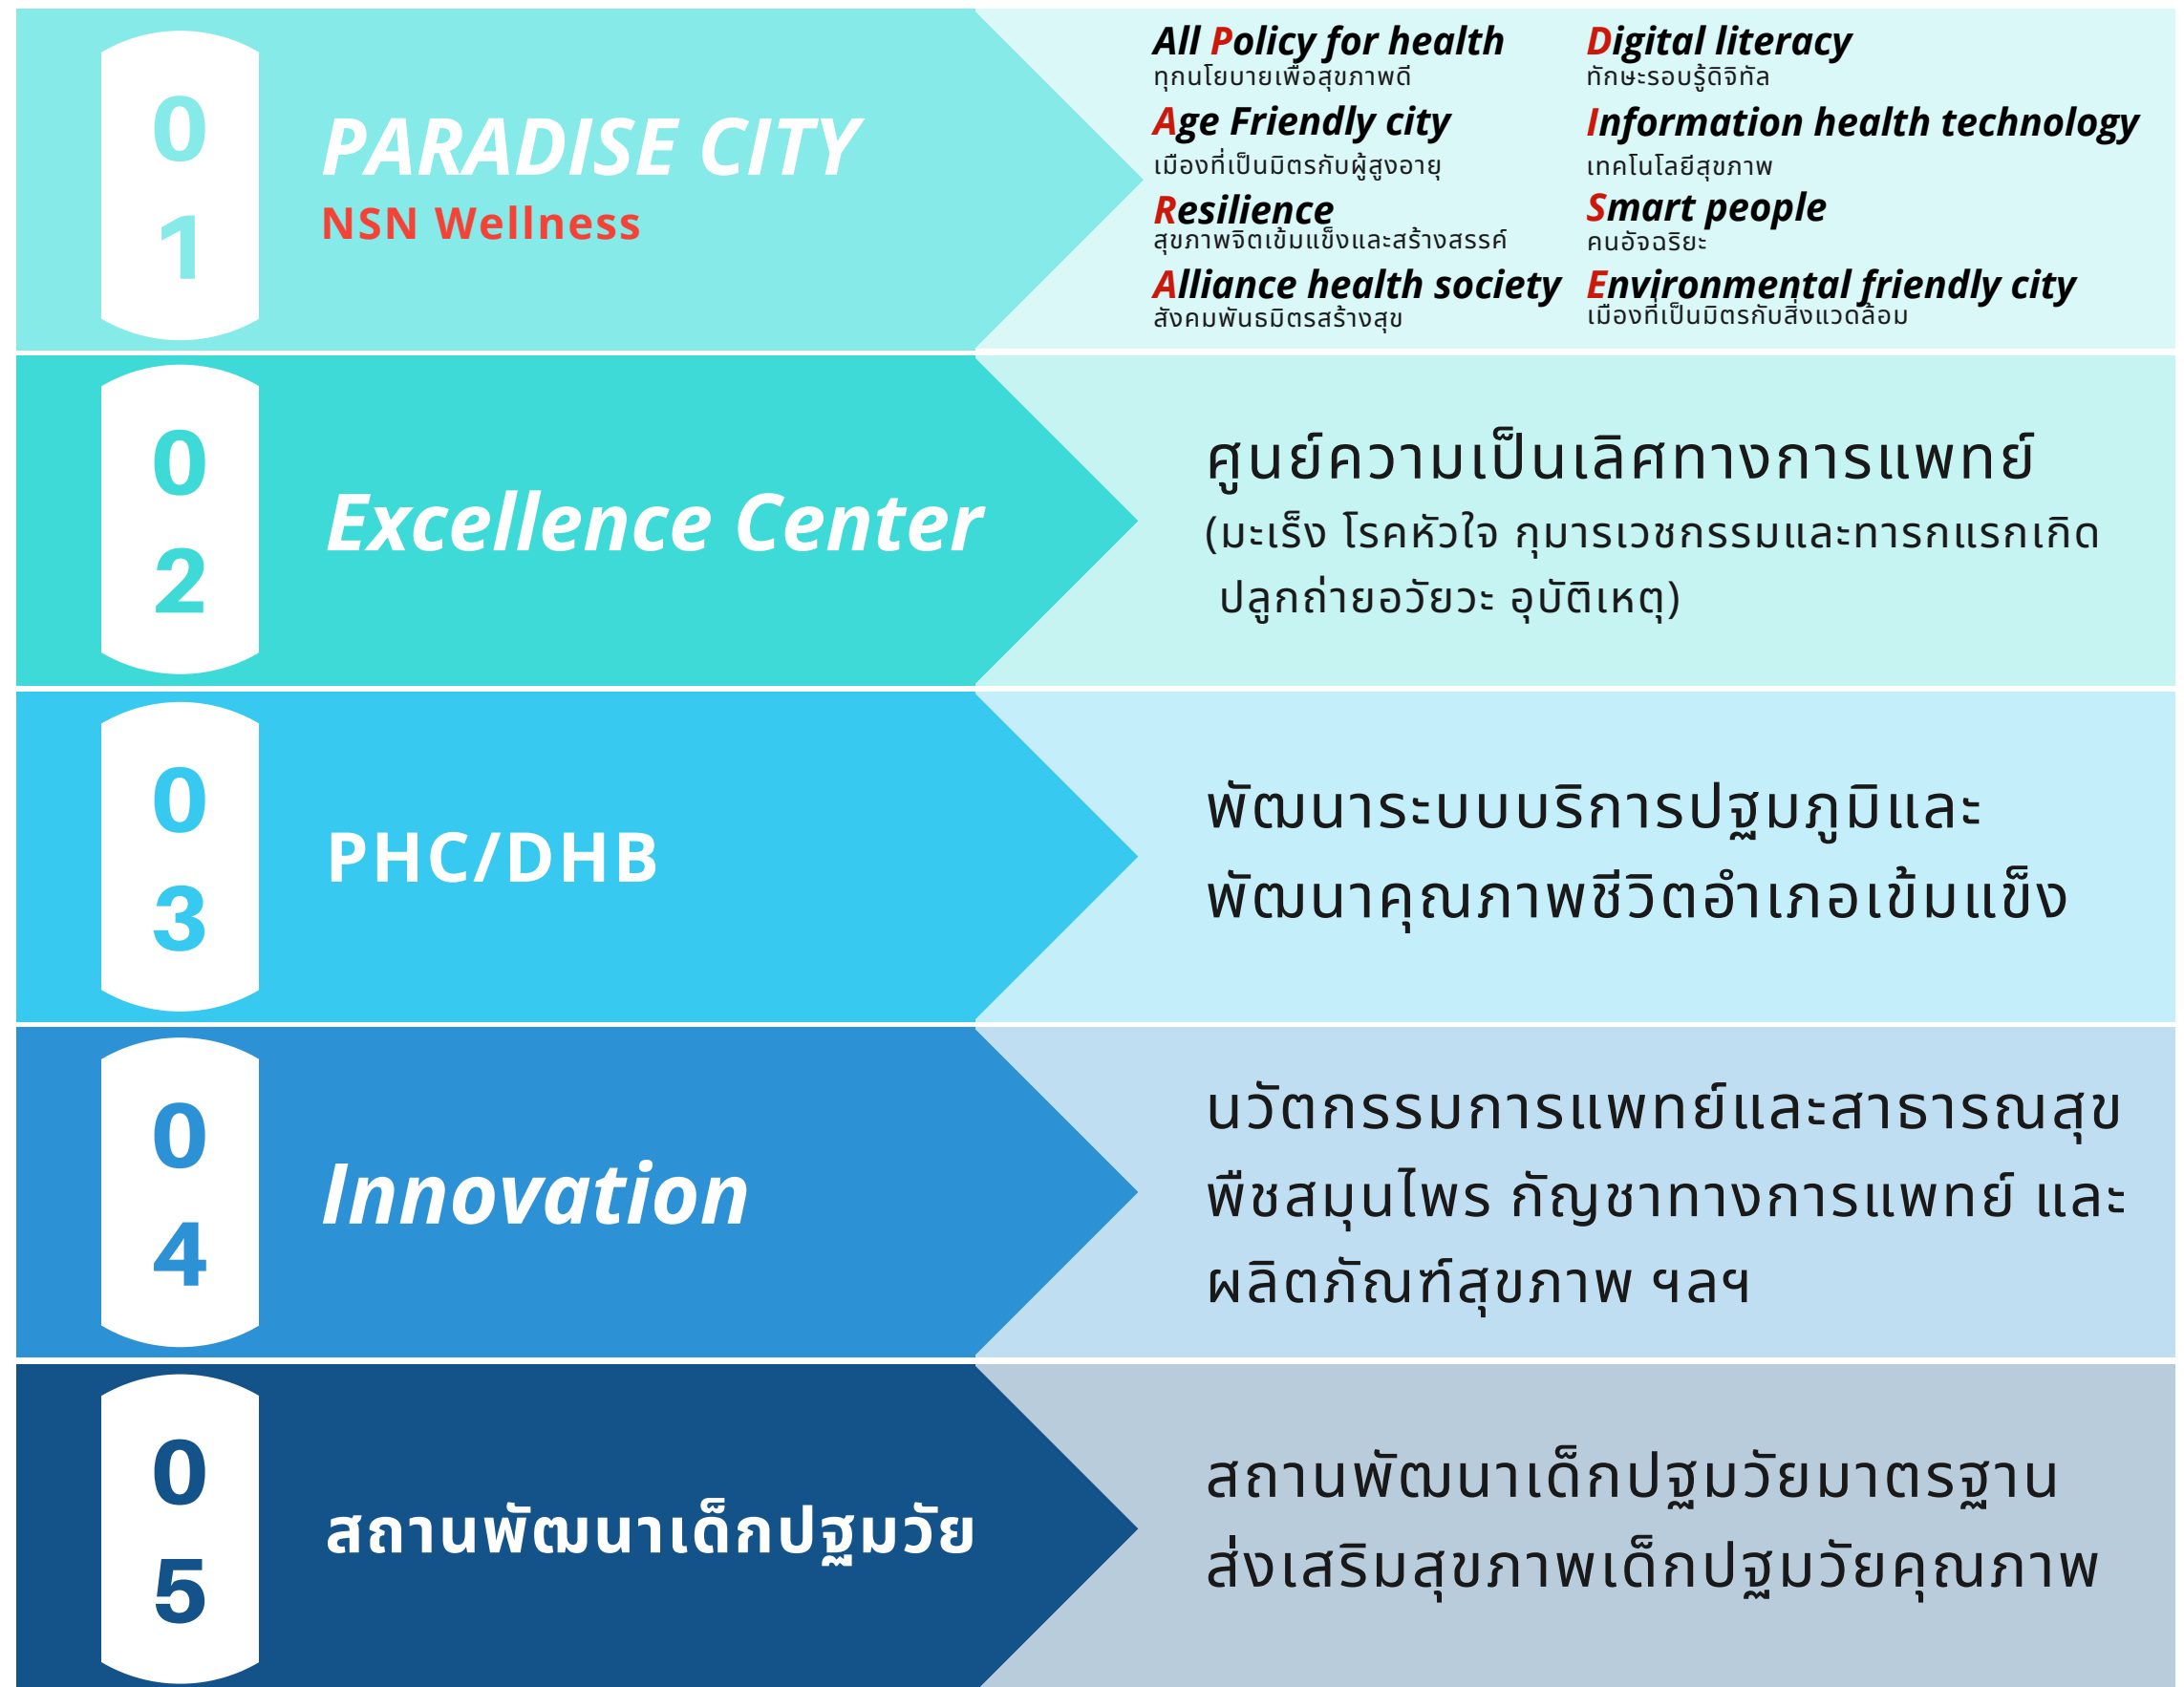 01
PARADISE CITY
NSN Wellness
All Policy for health
ทุกนโยบายเพื่อสุขภาพดี
Age Friendly city
เมืองที่เป็นมิตรกับผู้สูงอายุ
Resilience
สุขภาพจิตเข้มแข็งและสร้างสรรค์
Alliance health society
สังคมพันธมิตรสร้างสุข
Digital literacy
ทักษะรอบรู้ดิจิทัล
Information health technology
เทคโนโลยีสุขภาพ
Smart people
คนอัจฉริยะ
Environmental friendly city
เมืองที่เป็นมิตรกับสิ่งแวดล้อม
02
Excellence Center
ศูนย์ความเป็นเลิศทางการแพทย์
(มะเร็ง โรคหัวใจ กุมารเวชกรรมและทารกแรกเกิด
ปลูกถ่ายอวัยวะ อุบัติเหตุ)
03
PHC/DHB
พัฒนาระบบบริการปฐมภูมิและ
พัฒนาคุณภาพชีวิตอำเภอเข้มแข็ง
04
Innovation
นวัตกรรมการแพทย์และสาธารณสุข
พืชสมุนไพร กัญชาทางการแพทย์ และ
ผลิตภัณฑ์สุขภาพ ฯลฯ
05
สถานพัฒนาเด็กปฐมวัย
สถานพัฒนาเด็กปฐมวัยมาตรฐาน
ส่งเสริมสุขภาพเด็กปฐมวัยคุณภาพ